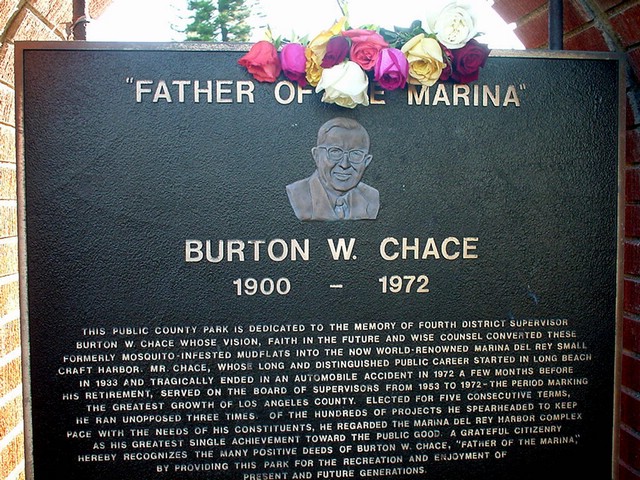 "FATHER OF THE MARINA"
BURTON W. CHACE
1900 - 1972
THIS PUBLIC COUNTY PARK IS DEDICATED TO THE MEMORY OF FOURTH DISTRICT SUPERVISOR
BURTON W. CHACE WHOSE VISION, FAITH IN THE FUTURE AND WISE COUNSEL CONVERTED THESE
FORMERLY MOSQUITO-INFESTED MUDFLATS INTO THE NOW WORLD-RENOWNED MARINA DEL REY SMALL
CRAFT HARBOR. MR. CHACE, WHOSE LONG AND DISTINGUISHED PUBLIC CAREER STARTED IN LONG BEACH
IN 1933 AND TRAGICALLY ENDED IN AN AUTOMOBILE ACCIDENT IN 1972 A FEW MONTHS BEFORE
HIS RETIREMENT, SERVED ON THE BOARD OF SUPERVISORS FROM 1953 TO 1972-THE PERIOD MARKING
THE GREATEST GROWTH OF LOS ANGELES COUNTY. ELECTED FOR FIVE CONSECUTIVE TERMS,
HE RAN UNOPPOSED THREE TIMES. OF THE HUNDREDS OF PROJECTS HE SPEARHEADED TO KEEP
PACE WITH THE NEEDS OF HIS CONSTITUENTS, HE REGARDED THE MARINA DEL REY HARBOR COMPLEX
AS HIS GREATEST SINGLE ACHIEVEMENT TOWARD THE PUBLIC GOOD. A GRATEFUL CITIZENRY
HEREBY RECOGNIZES THE MANY POSITIVE DEEDS OF BURTON W. CHACE, "FATHER OF THE MARINA,"
BY PROVIDING THIS PARK FOR THE RECREATION AND ENJOYMENT OF
PRESENT AND FUTURE GENERATIONS.